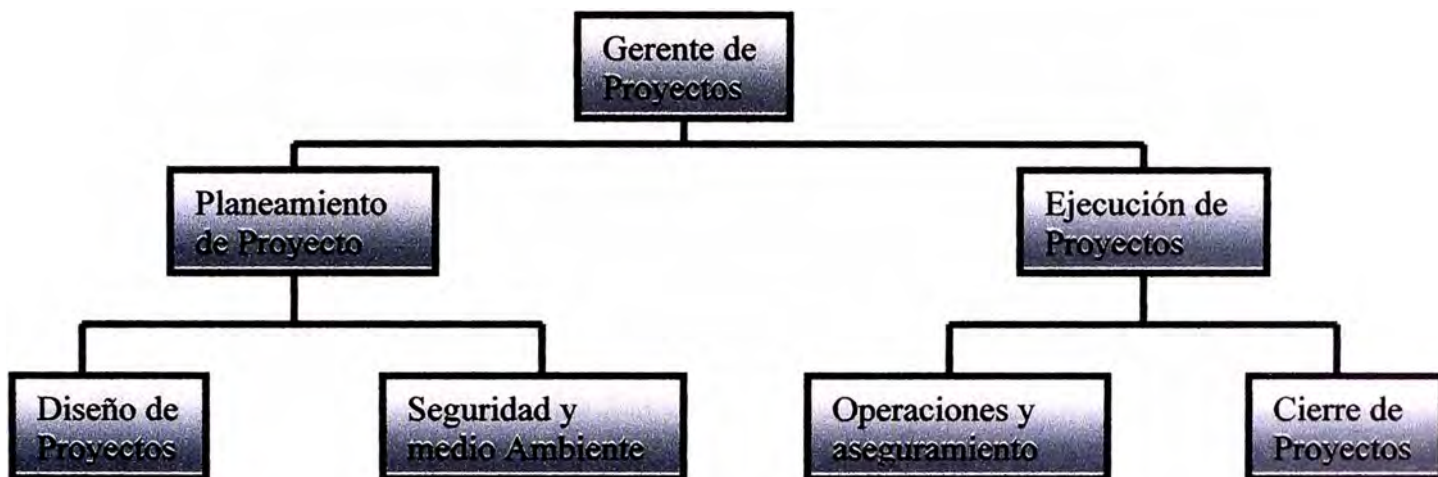 Gerente de
Proyectos
Planeamiento
de Proyecto
Ejecución de
Proyectos
Diseño de
Proyectos
Seguridad y
medio Ambiente
Operaciones y
aseguramiento
Cierre de
Proyectos